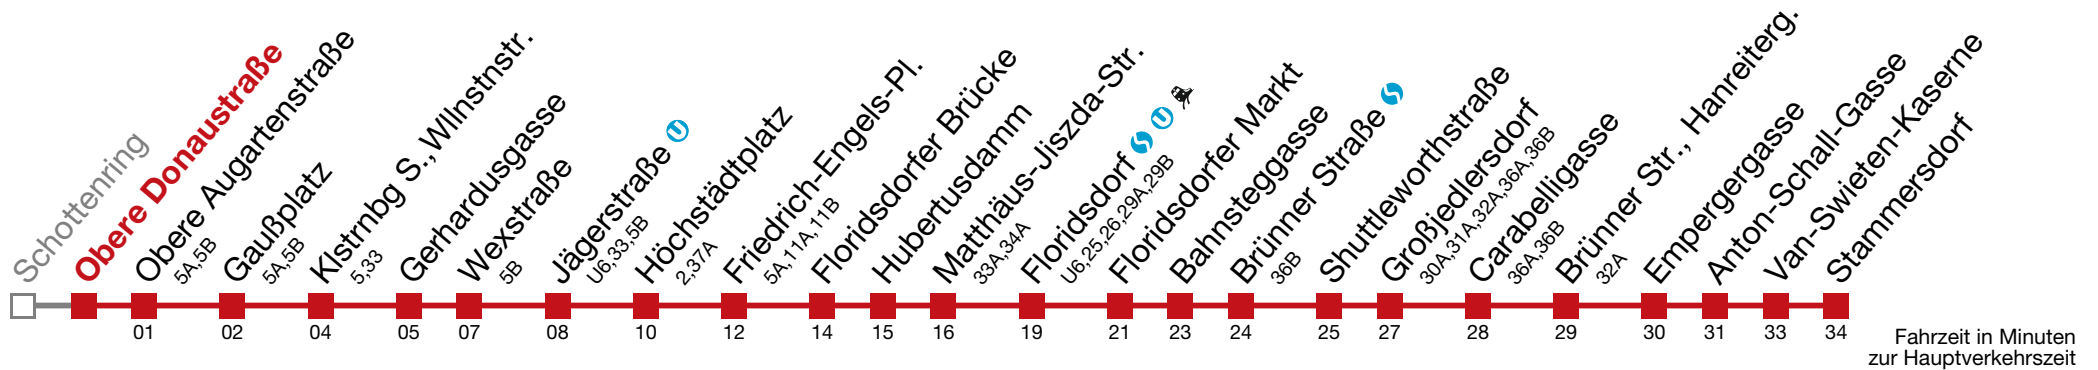 Schottenring
Obere Donaustraße
Obere Augartenstraße
5A,5B
Gaußplatz
5A,5B
Klstrnbg S.,Wllnstnstr.
5,33
Gerhardusgasse
Wexstraße
5B
Jägerstraße U
U6,33,5B
Höchstädtplatz
2,37A
Friedrich-Engels-Pl.
5A,11A,11B
Floridsdorfer Brücke
Hubertusdamm
Matthäus-Jiszda-Str.
33A,34A
Floridsdorf S U
U6,25,26,29A,29B
Floridsdorfer Markt
Bahnsteggasse
Brünner Straße S
36B
Shuttleworthstraße
Großjedlersdorf
30A,31A,32A,36A,36B
Carabelligasse
36A,36B
Brünner Str., Hanreiterg.
32A
Empergergasse
Anton-Schall-Gasse
Van-Swieten-Kaserne
Stammersdorf
01 02 04 05 07 08 10 12 14 15 16 19 21 23 24 25 27 28 29 30 31 33 34
Fahrzeit in Minuten
zur Hauptverkehrszeit